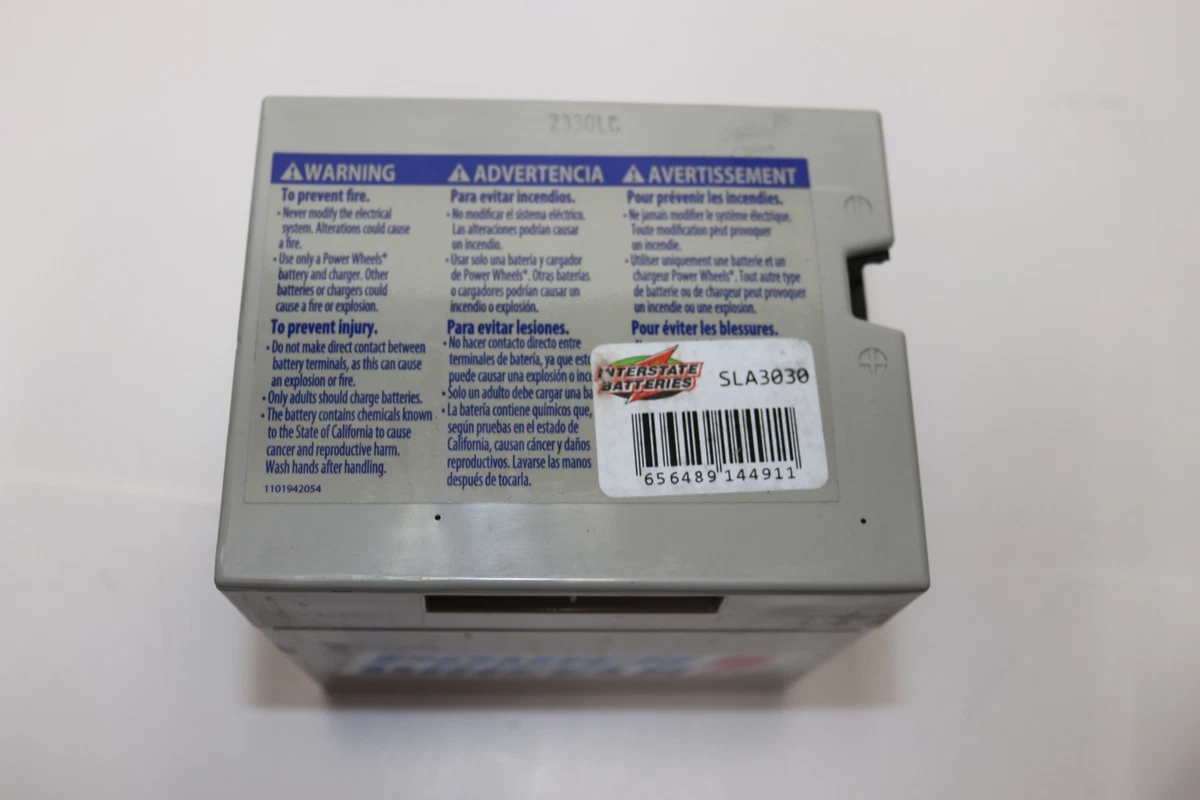 2330LC
WARNING
To prevent fire.
• Never modify the electrical
system. Alterations could cause
a fire.
• Use only a Power Wheels®
battery and charger. Other
batteries or chargers could
cause a fire or explosion.
To prevent injury.
• Do not make direct contact between
battery terminals, as this can cause
an explosion or fire.
• Only adults should charge batteries.
• The battery contains chemicals known
to the State of California to cause
cancer and reproductive harm.
Wash hands after handling.
1101942054
ADVERTENCIA
Para evitar incendios.
• No modificar el sistema eléctrico.
Las alteraciones podrían causar
un incendio.
• Usar solo una batería y cargador
de Power Wheels®. Otras baterías
o cargadores podrían causar un
incendio o explosión.
Para evitar lesiones.
• No hacer contacto directo entre
terminales de batería, ya que
puede causar una explosión o
• Solo un adulto debe cargar una
• La batería contiene químicos que,
según pruebas en el estado de
California, causan cáncer y daños
reproductivos. Lavarse las manos
después de tocarla.
AVERTISSEMENT
Pour prévenir les incendies.
• Ne jamais modifier le système électrique.
Toute modification peut provoquer
un incendie.
• Utiliser uniquement une batterie et un
chargeur Power Wheels®. Tout autre type
de batterie ou de chargeur peut provoquer
un incendie ou une explosion.
Pour éviter les blessures.
INTERSTATE
BATTERIES
SLA3030
656489 144911